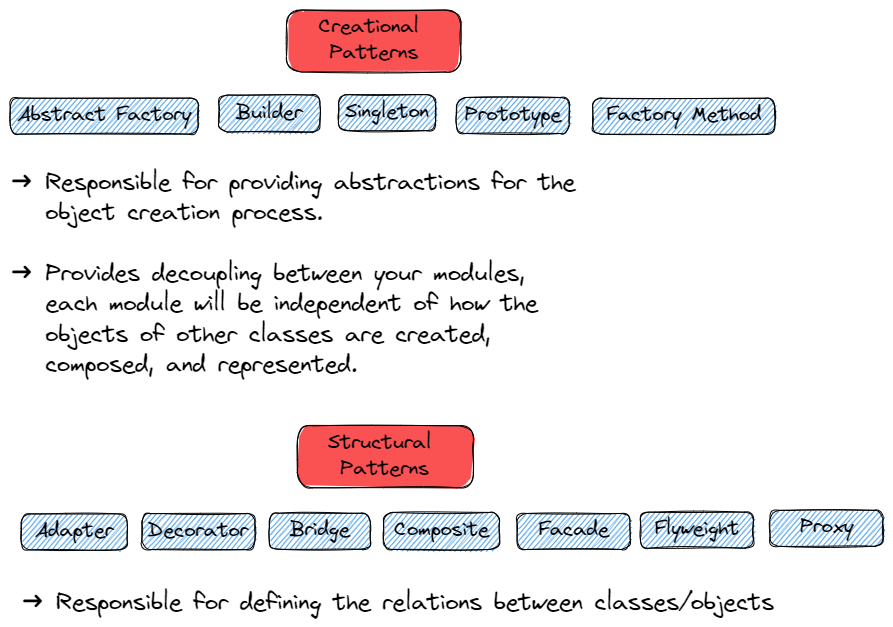 Creational
Patterns
Abstract Factory Builder Singleton Prototype Factory Method
→ Responsible for providing abstractions for the
object creation process.
→ Provides decoupling between your modules,
each module will be independent of how the
objects of other classes are created,
composed, and represented.
Structural
Patterns
Adapter Decorator Bridge Composite Facade Flyweight Proxy
→ Responsible for defining the relations between classes/objects